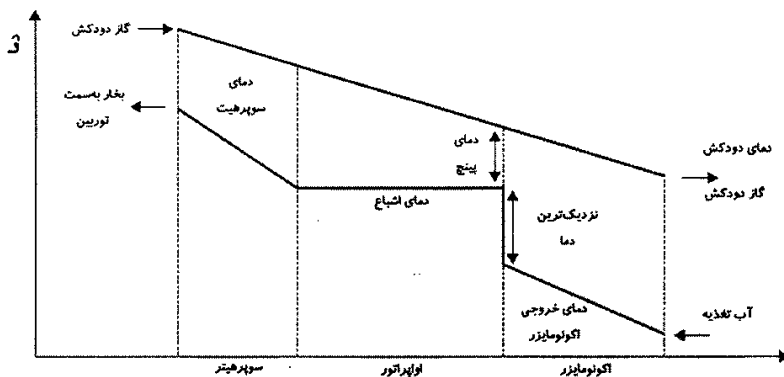 دما
گاز دودکش
بخار به‌سمت
توربین
دمای
سوپرهیت
دمای
پینچ
دمای اشباع
نزدیک‌ترین
دما
دمای دودکش
گاز دودکش
دمای خروجی
اکونومایزر
آب تغذیه
سوپرهیتر
اواپراتور
اکونومایزر